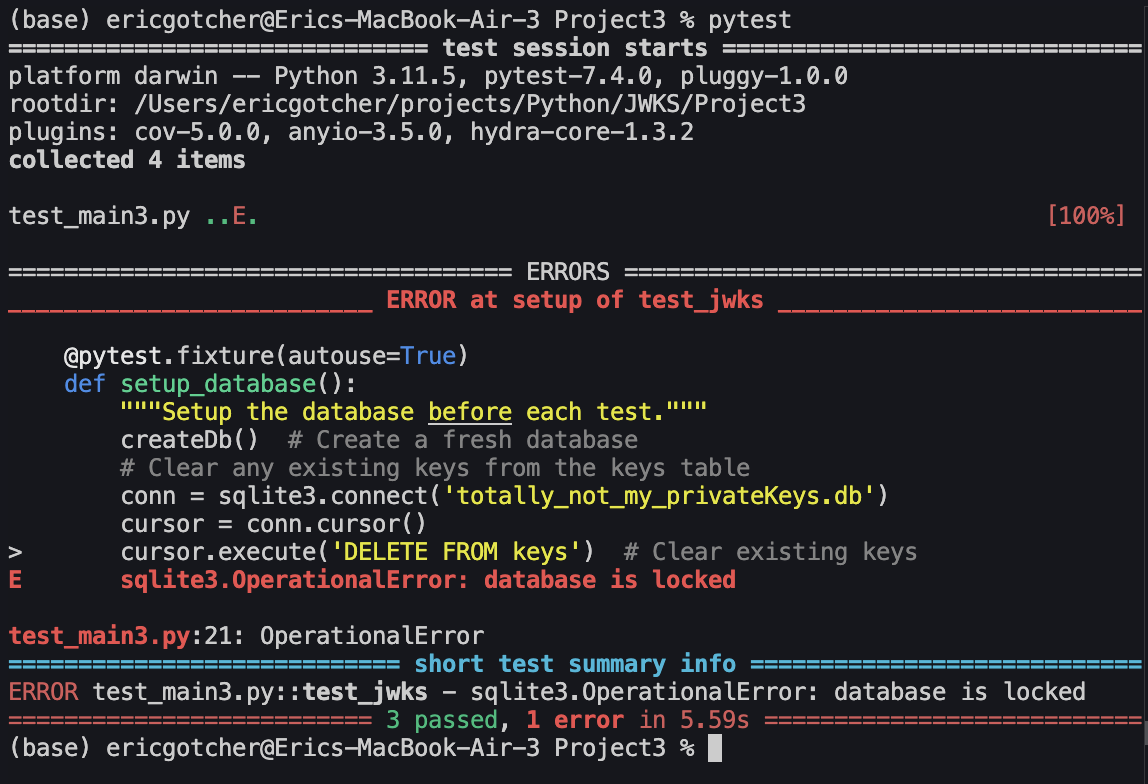 (base) ericgotcher@Erics-MacBook-Air-3 Project3 % pytest
============================== test session starts ==============================
platform darwin -- Python 3.11.5, pytest-7.4.0, pluggy-1.0.0
rootdir: /Users/ericgotcher/projects/Python/JWKS/Project3
plugins: cov-5.0.0, anyio-3.5.0, hydra-core-1.3.2
collected 4 items
test_main3.py ..E. [100%]
==================================== ERRORS =====================================
__________________________ ERROR at setup of test_jwks __________________________
@pytest.fixture(autouse=True)
def setup_database():
"""Setup the database before each test."""
createDb()  # Create a fresh database
# Clear any existing keys from the keys table
conn = sqlite3.connect('totally_not_my_privateKeys.db')
cursor = conn.cursor()
>       cursor.execute('DELETE FROM keys')  # Clear existing keys
E       sqlite3.OperationalError: database is locked
test_main3.py:21: OperationalError
============================ short test summary info ============================
ERROR test_main3.py::test_jwks - sqlite3.OperationalError: database is locked
========================== 3 passed, 1 error in 5.59s ===========================
(base) ericgotcher@Erics-MacBook-Air-3 Project3 %